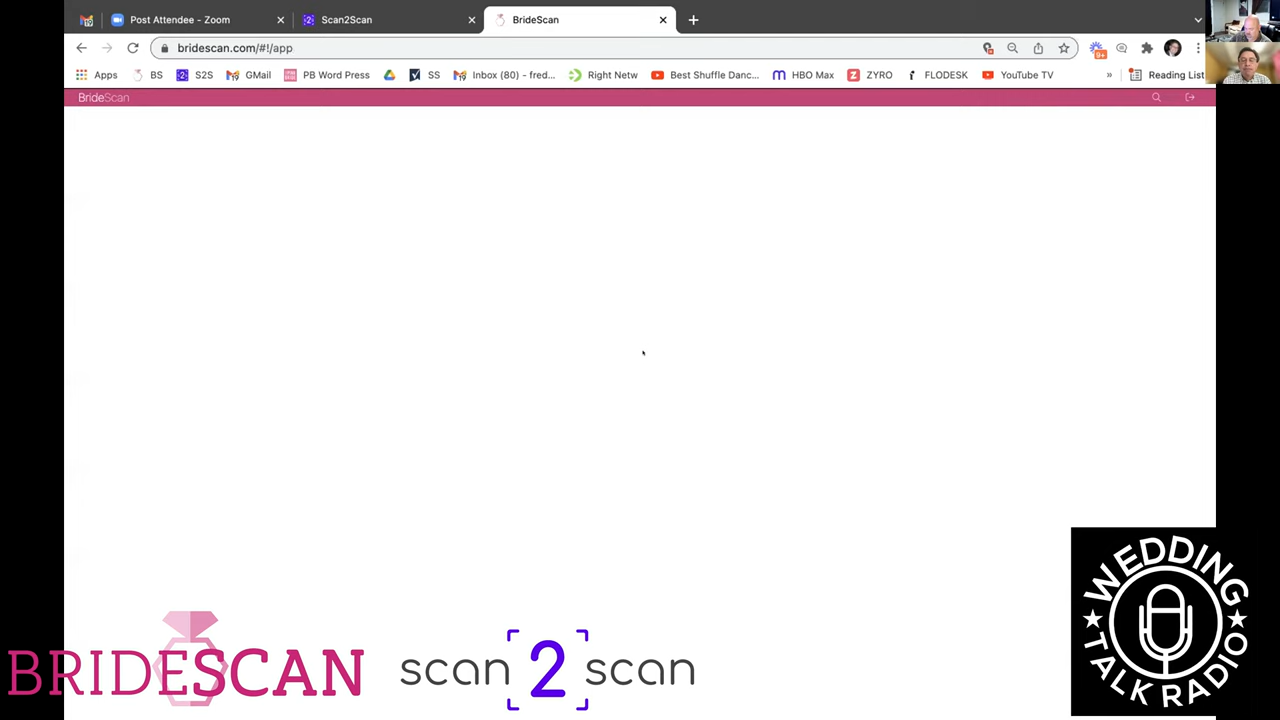 Post Attendee - Zoom
Scan2Scan
BrideScan
bridescan.com/#!/app
Apps
BS
S2S
GMail
PB Word Press
SS
Inbox (80) - fred...
Right Netw
Best Shuffle Danc...
HBO Max
ZYRO
FLODESK
YouTube TV
»
Reading List
BrideScan
BRIDESCAN
scan [2] scan
WEDDING
TALK RADIO